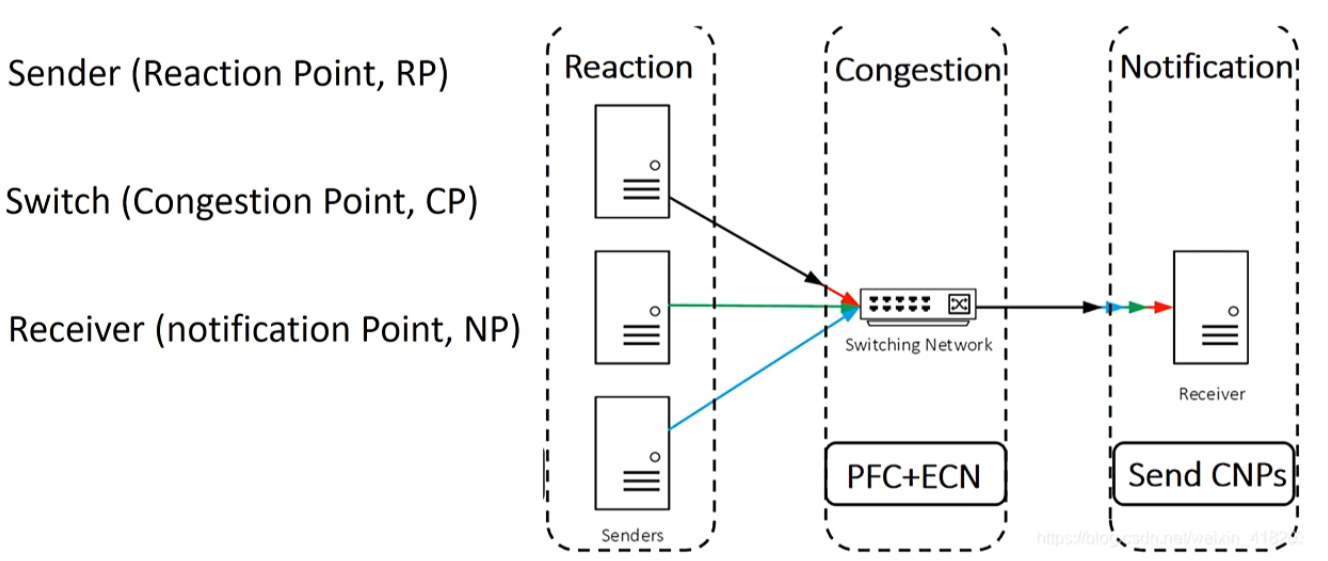 Sender (Reaction Point, RP)
Switch (Congestion Point, CP)
Receiver (notification Point, NP)
Reaction
Congestion
Notification
Switching Network
Receiver
PFC+ECN
Send CNPs
Senders